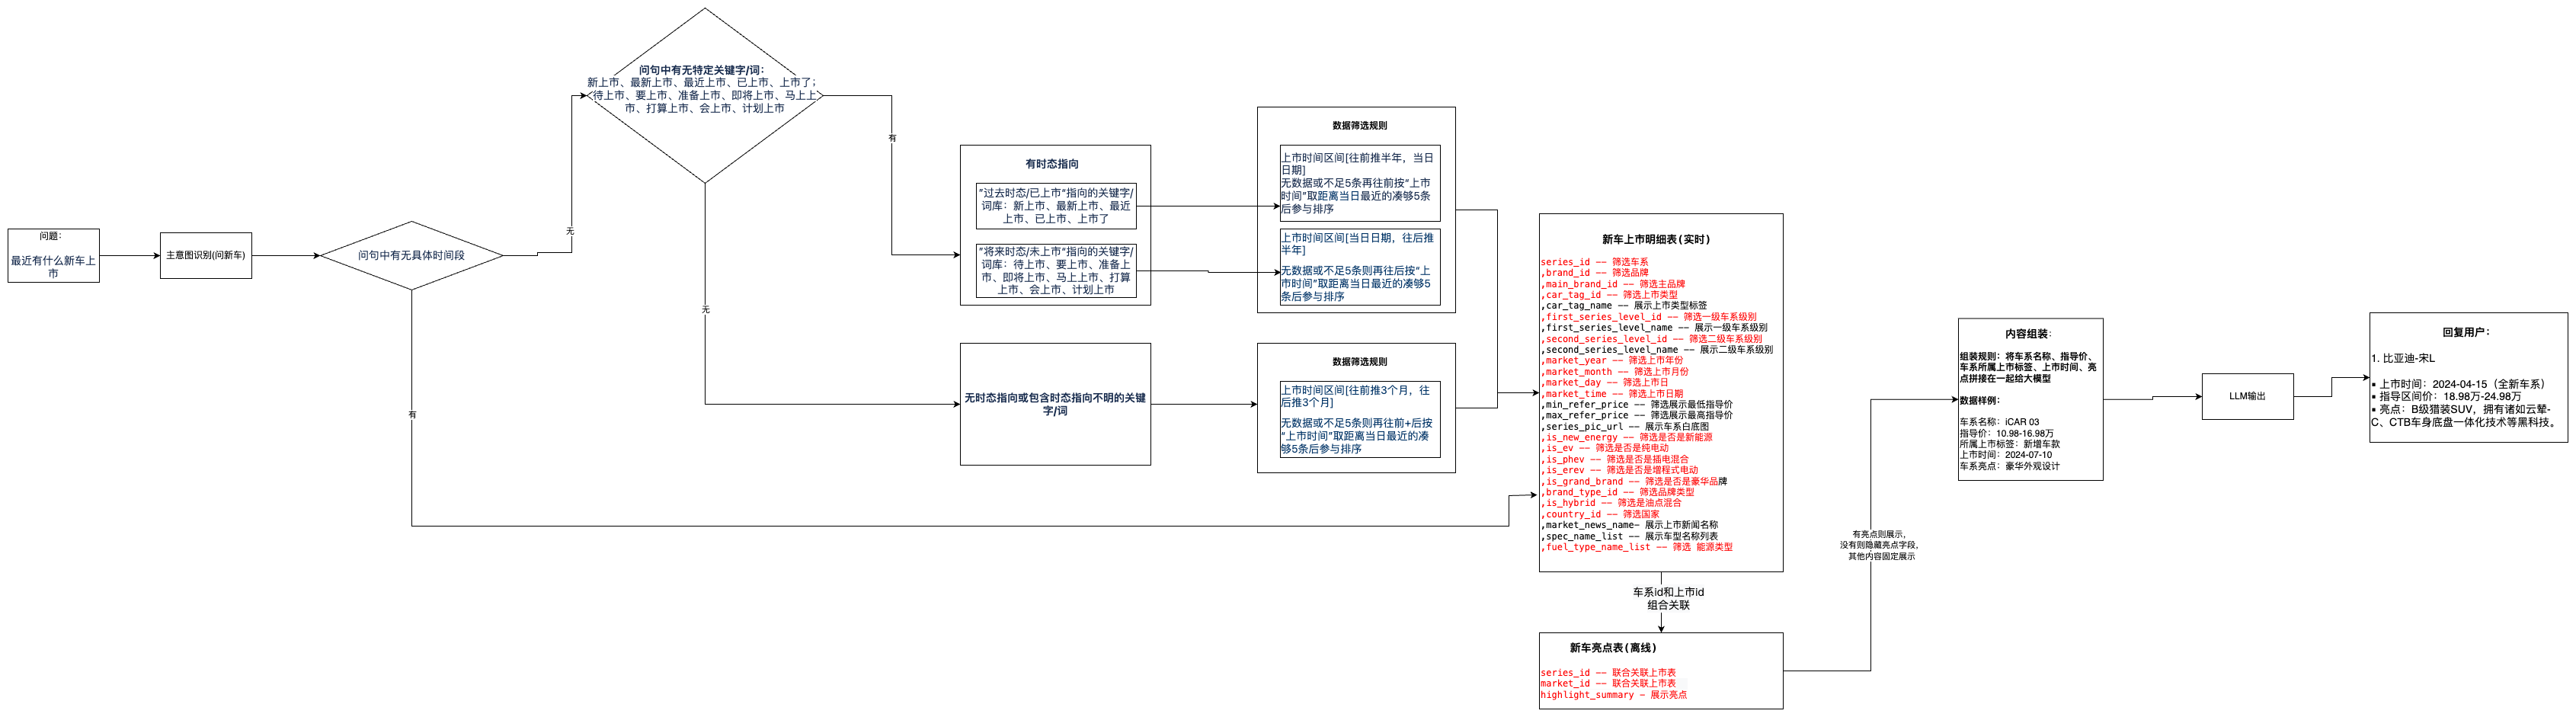 问题：
最近有什么新车上
市
主意图识别(问新车)
问句中有无具体时间段
无
有
问句中有无特定关键字/词：
新上市、最新上市、最近上市、已上市、上市了；
待上市、要上市、准备上市、即将上市、马上上
市、打算上市、会上市、计划上市
有
无
有时态指向
“过去时态/已上市”指向的关键字/
词库：新上市、最新上市、最近
上市、已上市、上市了
“将来时态/未上市”指向的关键字/
词库：待上市、要上市、准备上
市、即将上市、马上上市、打算
上市、会上市、计划上市
无时态指向或包含时态指向不明的关键
字/词
数据筛选规则
上市时间区间[往前推半年，当日
日期]
无数据或不足5条再往前按“上市
时间”取距离当日最近的凑够5条
后参与排序
上市时间区间[当日日期，往后推
半年]
无数据或不足5条则再往后按“上
市时间”取距离当日最近的凑够5
条后参与排序
数据筛选规则
上市时间区间[往前推3个月，往
后推3个月]
无数据或不足5条则再往前+后按
“上市时间”取距离当日最近的凑
够5条后参与排序
新车上市明细表(实时)
series_id -- 筛选车系
,brand_id -- 筛选品牌
,main_brand_id -- 筛选主品牌
,car_tag_id -- 筛选上市类型
,car_tag_name -- 展示上市类型标签
,first_series_level_id -- 筛选一级车系级别
,first_series_level_name -- 展示一级车系级别
,second_series_level_id -- 筛选二级车系级别
,second_series_level_name -- 展示二级车系级别
,market_year -- 筛选上市年份
,market_month -- 筛选上市月份
,market_day -- 筛选上市日
,market_time -- 筛选上市日期
,min_refer_price -- 筛选展示最低指导价
,max_refer_price -- 筛选展示最高指导价
,series_pic_url -- 展示车系白底图
,is_new_energy -- 筛选是否是新能源
,is_ev -- 筛选是否是纯电动
,is_phev -- 筛选是否是插电混合
,is_erev -- 筛选是否是增程式电动
,is_grand_brand -- 筛选是否是豪华品牌
,brand_type_id -- 筛选品牌类型
,is_hybrid -- 筛选是油点混合
,country_id -- 筛选国家
,market_news_name- 展示上市新闻名称
,spec_name_list -- 展示车型名称列表
,fuel_type_name_list -- 筛选 能源类型
车系id和上市id
组合关联
新车亮点表(离线)
series_id -- 联合关联上市表
market_id -- 联合关联上市表
highlight_summary - 展示亮点
有亮点则展示，
没有则隐藏亮点字段，
其他内容固定展示
内容组装：
组装规则：将车系名称、指导价、
车系所属上市标签、上市时间、亮
点拼接在一起给大模型
数据样例：
车系名称：iCAR 03
指导价：10.98-16.98万
所属上市标签：新增车款
上市时间：2024-07-10
车系亮点：豪华外观设计
LLM输出
回复用户：
1. 比亚迪-宋L
▪ 上市时间：2024-04-15（全新车系）
▪ 指导区间价：18.98万-24.98万
▪ 亮点：B级猎装SUV，拥有诸如云辇-
C、CTB车身底盘一体化技术等黑科技。